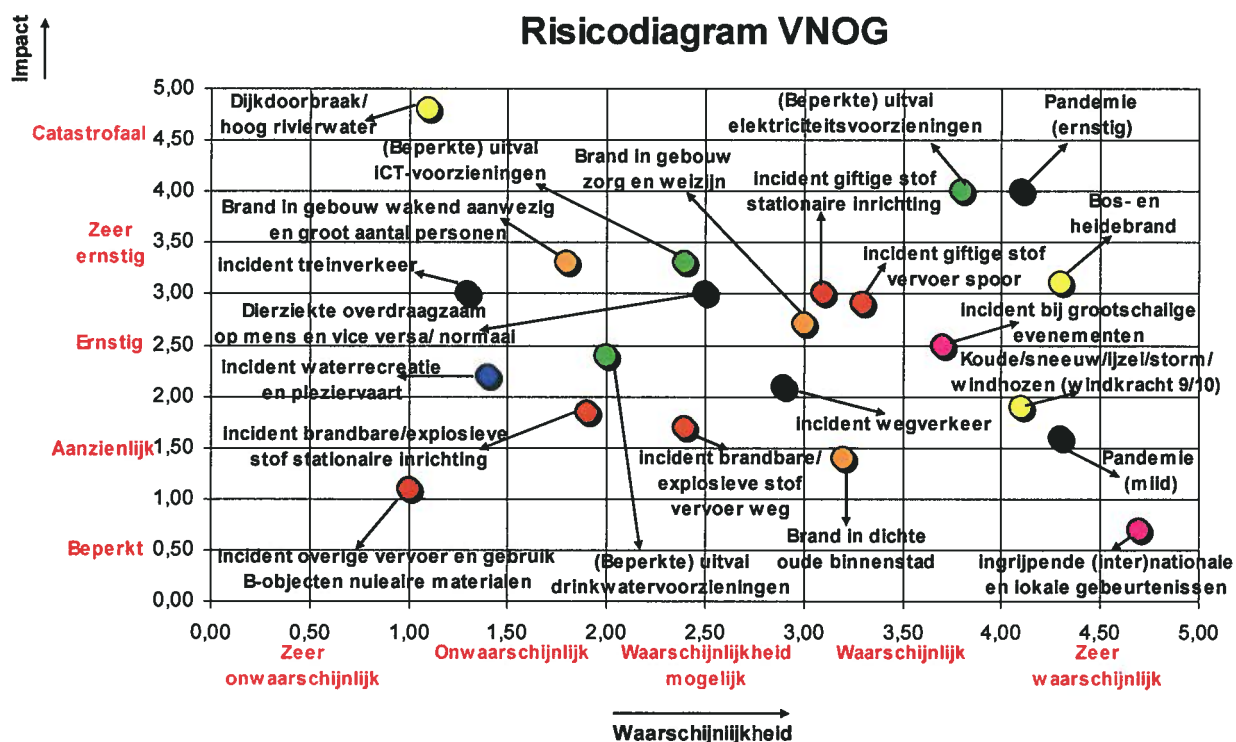 Risicodiagram VNOG
Impact
5,00
4,50
4,00
3,50
3,00
2,50
2,00
1,50
1,00
0,50
0,00
Catastrofaal
Zeer
ernstig
Ernstig
Aanzienlijk
Beperkt
Dijkdoorbraak/
hoog rivierwater
(Beperkte) uitval
ICT-voorzieningen
Brand in gebouw
zorg en welzijn
(Beperkte) uitval
elektriciteitsvoorzieningen
Pandemie
(ernstig)
incident giftige stof
stationaire inrichting
Brand in gebouw wakend aanwezig
en groot aantal personen
Bos- en
heidebrand
incident giftige stof
vervoer spoor
incident treinverkeer
Dierziekte overdraagzaam
op mens en vice versa/ normaal
incident bij grootschalige
evenementen
Koude/sneeuw/ijzel/storm/
windhozen (windkracht 9/10)
incident waterrecreatie
en pleziervaart
incident wegverkeer
incident brandbare/explosieve
stof stationaire inrichting
incident brandbare/
explosieve stof
vervoer weg
Pandemie
(mild)
Brand in dichte
oude binnenstad
incident overige vervoer en gebruik
B-objecten nuleaire materialen
(Beperkte) uitval
drinkwatervoorzieningen
ingrijpende (inter)nationale
en lokale gebeurtenissen
0,00 0,50 1,00 1,50 2,00 2,50 3,00 3,50 4,00 4,50 5,00
Zeer
onwaarschijnlijk
Onwaarschijnlijk
Waarschijnlijkheid
mogelijk
Waarschijnlijk
Zeer
waarschijnlijk
Waarschijnlijkheid